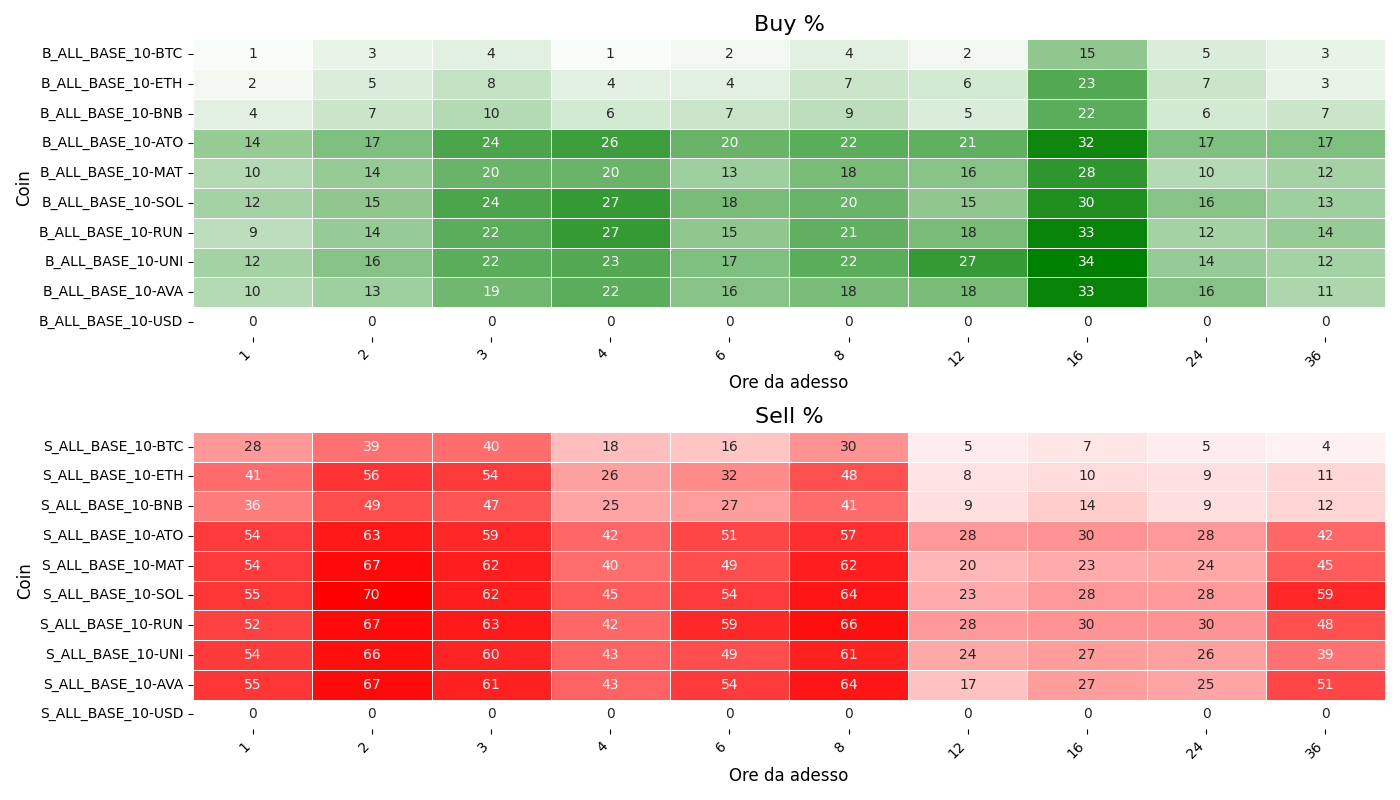 Buy %
Coin
B_ALL_BASE_10-BTC 1 3 4 1 2 4 2 15 5 3
B_ALL_BASE_10-ETH 2 5 8 4 4 7 6 23 7 3
B_ALL_BASE_10-BNB 4 7 10 6 7 9 5 22 6 7
B_ALL_BASE_10-ATO 14 17 24 26 20 22 21 32 17 17
B_ALL_BASE_10-MAT 10 14 20 20 13 18 16 28 10 12
B_ALL_BASE_10-SOL 12 15 24 27 18 20 15 30 16 13
B_ALL_BASE_10-RUN 9 14 22 27 15 21 18 33 12 14
B_ALL_BASE_10-UNI 12 16 22 23 17 22 27 34 14 12
B_ALL_BASE_10-AVA 10 13 19 22 16 18 18 33 16 11
B_ALL_BASE_10-USD 0 0 0 0 0 0 0 0 0 0
1 2 3 4 6 8 12 16 24 36
Ore da adesso
Sell %
Coin
S_ALL_BASE_10-BTC 28 39 40 18 16 30 5 7 5 4
S_ALL_BASE_10-ETH 41 56 54 26 32 48 8 10 9 11
S_ALL_BASE_10-BNB 36 49 47 25 27 41 9 14 9 12
S_ALL_BASE_10-ATO 54 63 59 42 51 57 28 30 28 42
S_ALL_BASE_10-MAT 54 67 62 40 49 62 20 23 24 45
S_ALL_BASE_10-SOL 55 70 62 45 54 64 23 28 28 59
S_ALL_BASE_10-RUN 52 67 63 42 59 66 28 30 30 48
S_ALL_BASE_10-UNI 54 66 60 43 49 61 24 27 26 39
S_ALL_BASE_10-AVA 55 67 61 43 54 64 17 27 25 51
S_ALL_BASE_10-USD 0 0 0 0 0 0 0 0 0 0
1 2 3 4 6 8 12 16 24 36
Ore da adesso